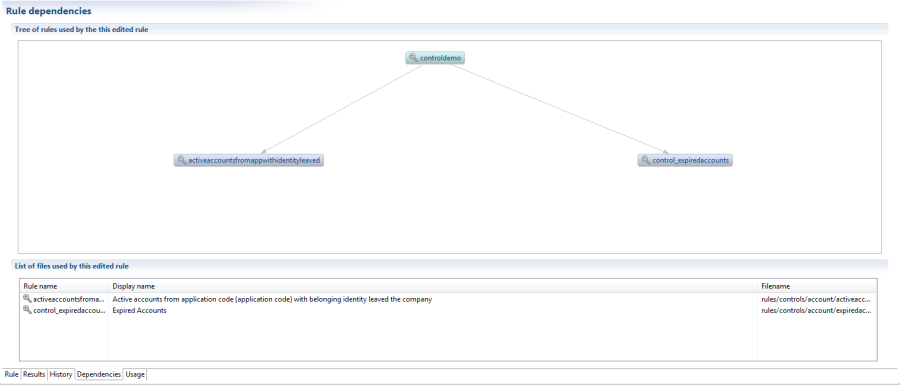 Rule dependencies
Tree of rules used by the this edited rule
controldemo
activeaccountsfromappwithidentityleaved
control_expiredaccounts
List of files used by this edited rule
Rule name Display name Filename
activeaccountsfroma... Active accounts from application code (application code) with belonging identity leaved the company rules/controls/account/activeacc...
control_expiredaccou... Expired Accounts rules/controls/account/expiredac...
Rule Results History Dependencies Usage